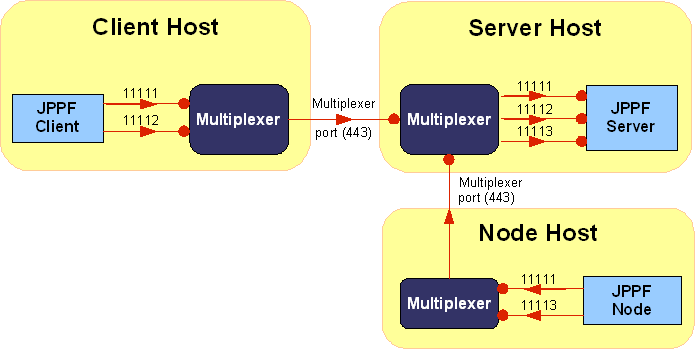 Client Host
Server Host
11111
JPPF
Client
11112
Multiplexer
Multiplexer
port (443)
Multiplexer
11111
11112
11113
JPPF
Server
Multiplexer
port (443)
Node Host
Multiplexer
11111
11113
JPPF
Node